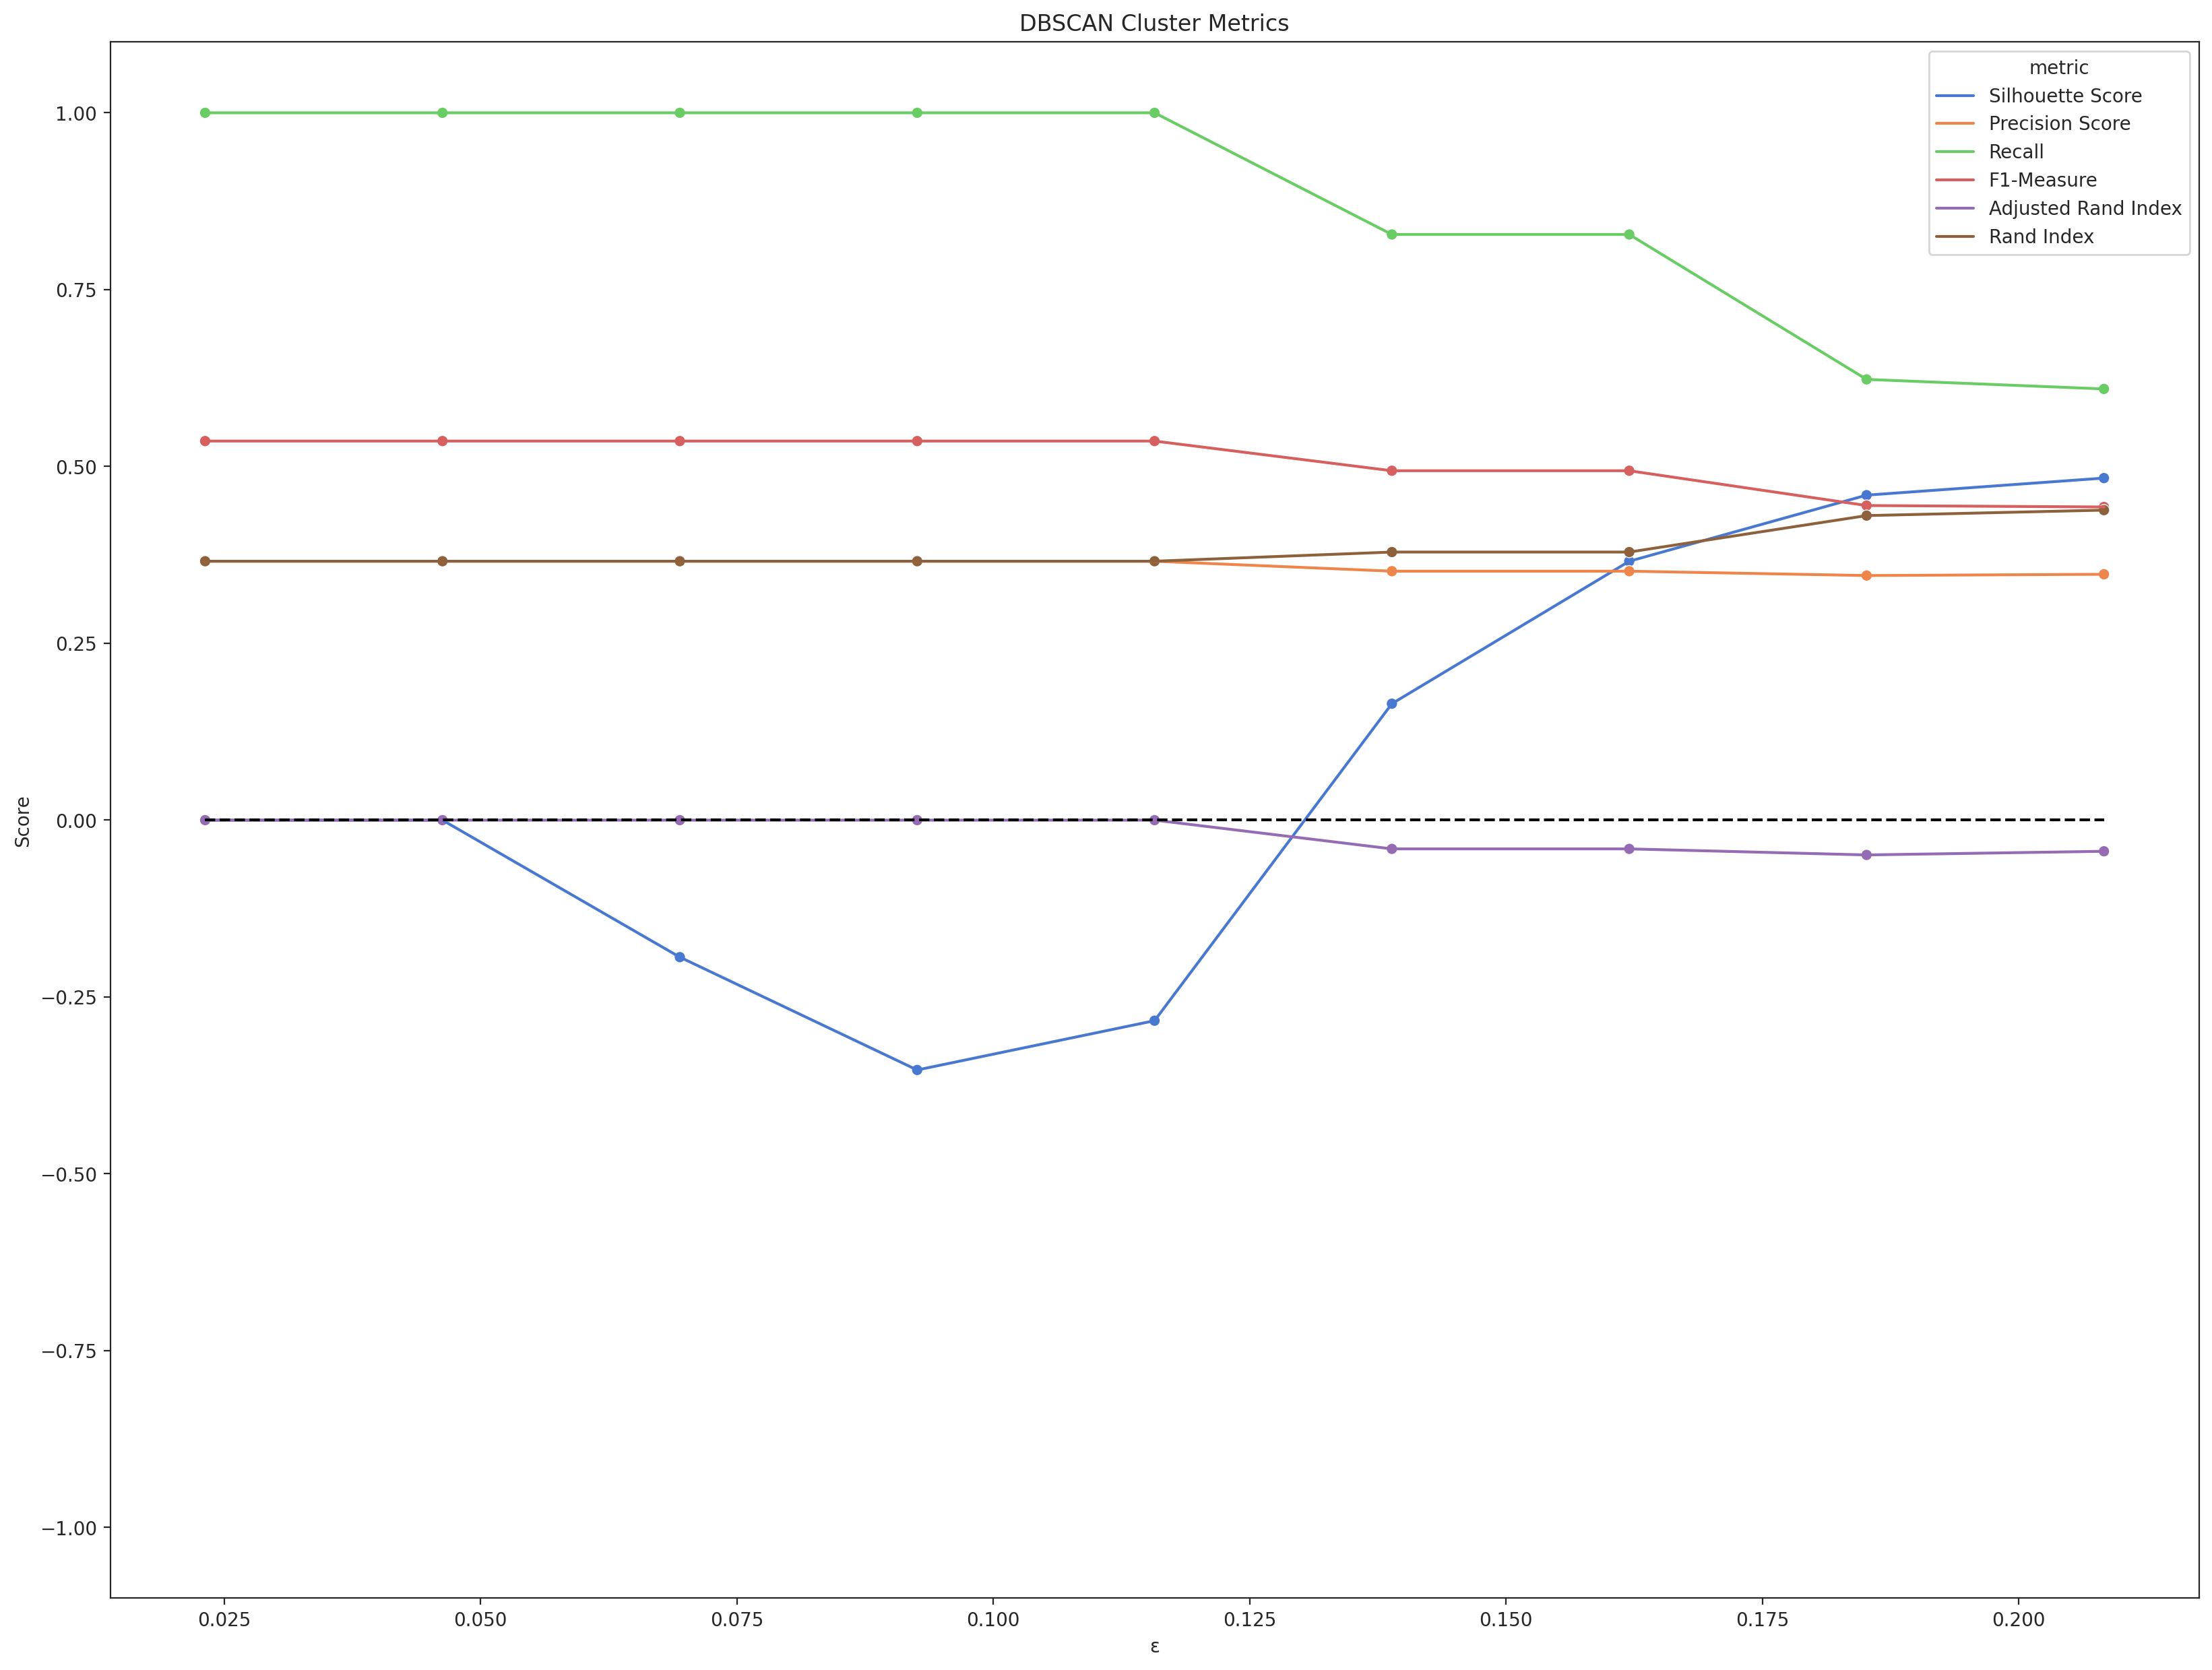 DBSCAN Cluster Metrics
metric
Silhouette Score
Precision Score
Recall
F1-Measure
Adjusted Rand Index
Rand Index
Score
1.00
0.75
0.50
0.25
0.00
−0.25
−0.50
−0.75
−1.00
0.025 0.050 0.075 0.100 0.125 0.150 0.175 0.200
ε